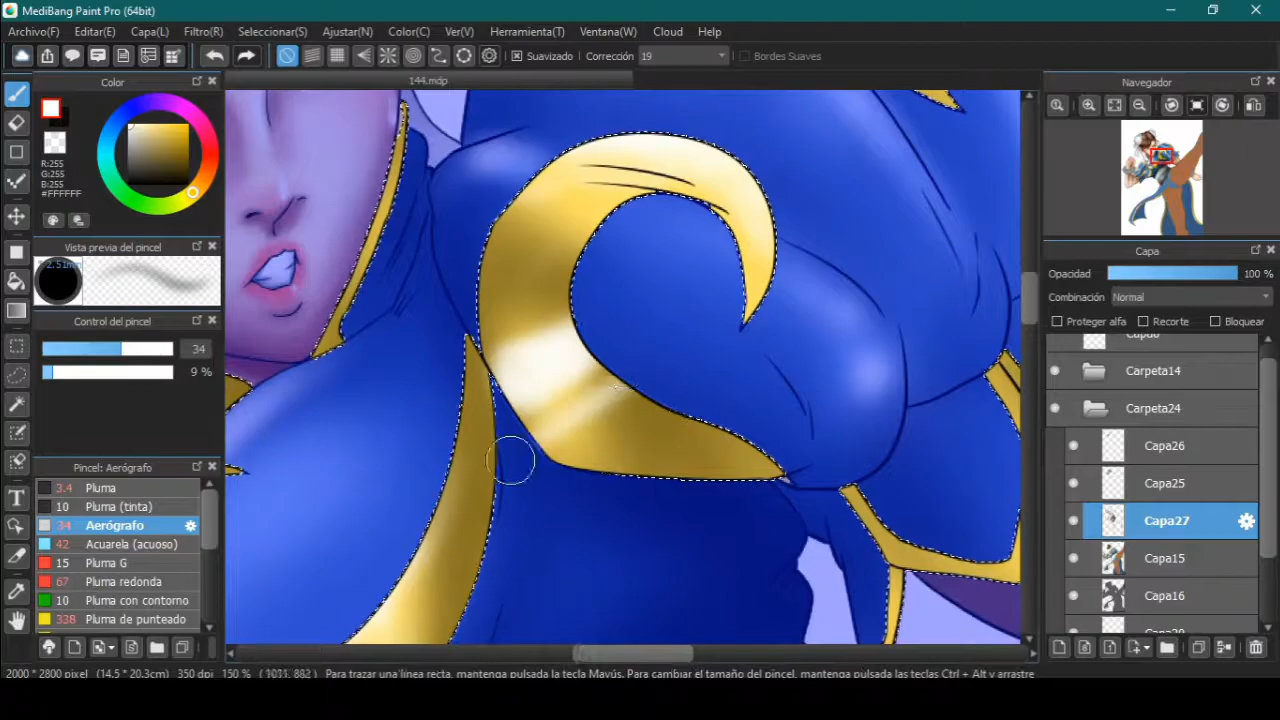 MediBang Paint Pro (64bit)
Archivo(F) Editar(E) Capa(L) Filtro(R) Seleccionar(S) Ajustar(N) Color(C) Ver(V) Herramienta(T) Ventana(W) Cloud Help
Suavizado Corrección 19 Bordes Suaves
Color
144.mdp
Navegador
R:255
G:255
B:255
#FFFFFF
Vista previa del pincel
2.51mm
Control del pincel
34
9 %
Pincel: Aerógrafo
3.4 Pluma
10 Pluma (tinta)
34 Aerógrafo
42 Acuarela (acuoso)
15 Pluma G
67 Pluma redonda
10 Pluma con contorno
338 Pluma de punteado
Capa
Opacidad 100 %
Combinación Normal
Proteger alfa Recorte Bloquear
Carpeta14
Carpeta24
Capa26
Capa25
Capa27
Capa15
Capa16
2000 * 2800 pixel (14.5 * 20.3cm) 350 dpi 150 % Para trazar una línea recta, mantenga pulsada la tecla Mayús. Para cambiar el tamaño del pincel, mantenga pulsadas las teclas Ctrl + Alt y arrastre